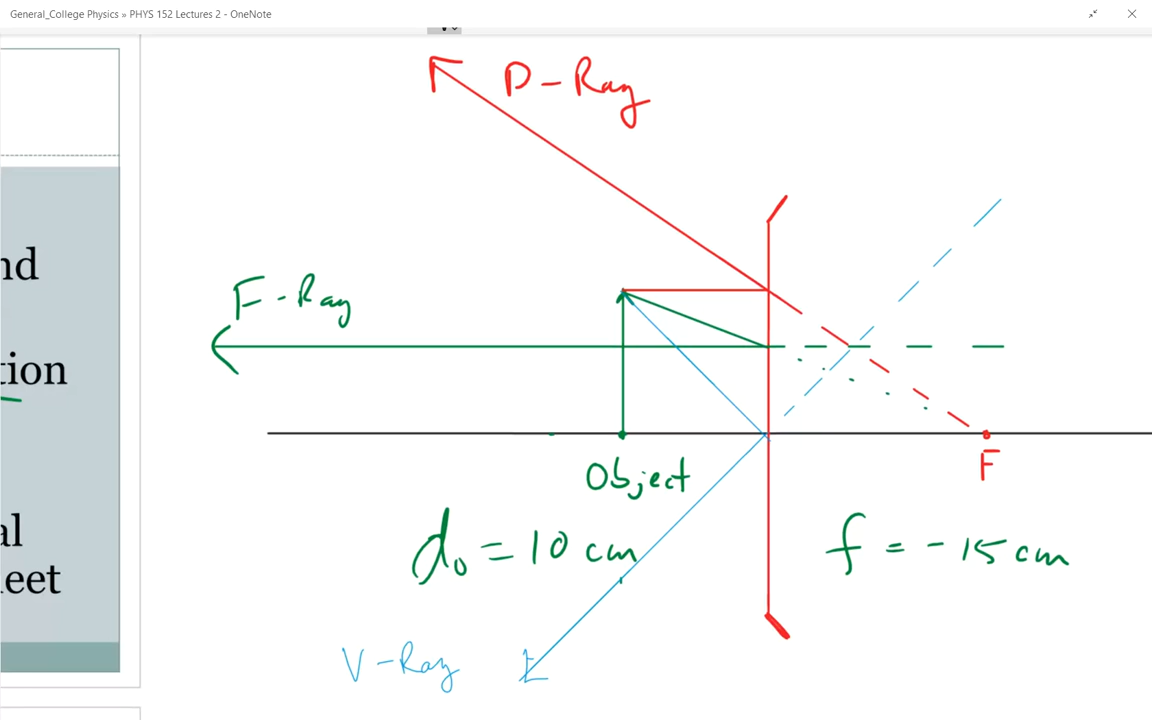 General_College Physics » PHYS 152 Lectures 2 - OneNote
P-Ray
F-Ray
nd
tion
al
eet
Object
F
do = 10 cm
f = -15 cm
V-Ray